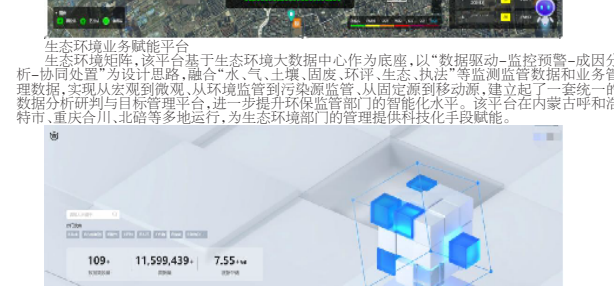 生态环境业务赋能平台
生态环境矩阵,该平台基于生态环境大数据中心作为底座,以“数据驱动-监控预警-成因分
析-协同处置”为设计思路,融合“水、气、土壤、固废、环评、生态、执法”等监测监管数据和业务管
理数据,实现从宏观到微观、从环境监管到污染源监管、从固定源到移动源,建立起了一套统一的
数据分析研判与目标管理平台,进一步提升环保监管部门的智能化水平。该平台在内蒙古呼和浩
特市、重庆合川、北碚等多地运行,为生态环境部门的管理提供科技化手段赋能。
109+ 11,599,439+ 7.55+